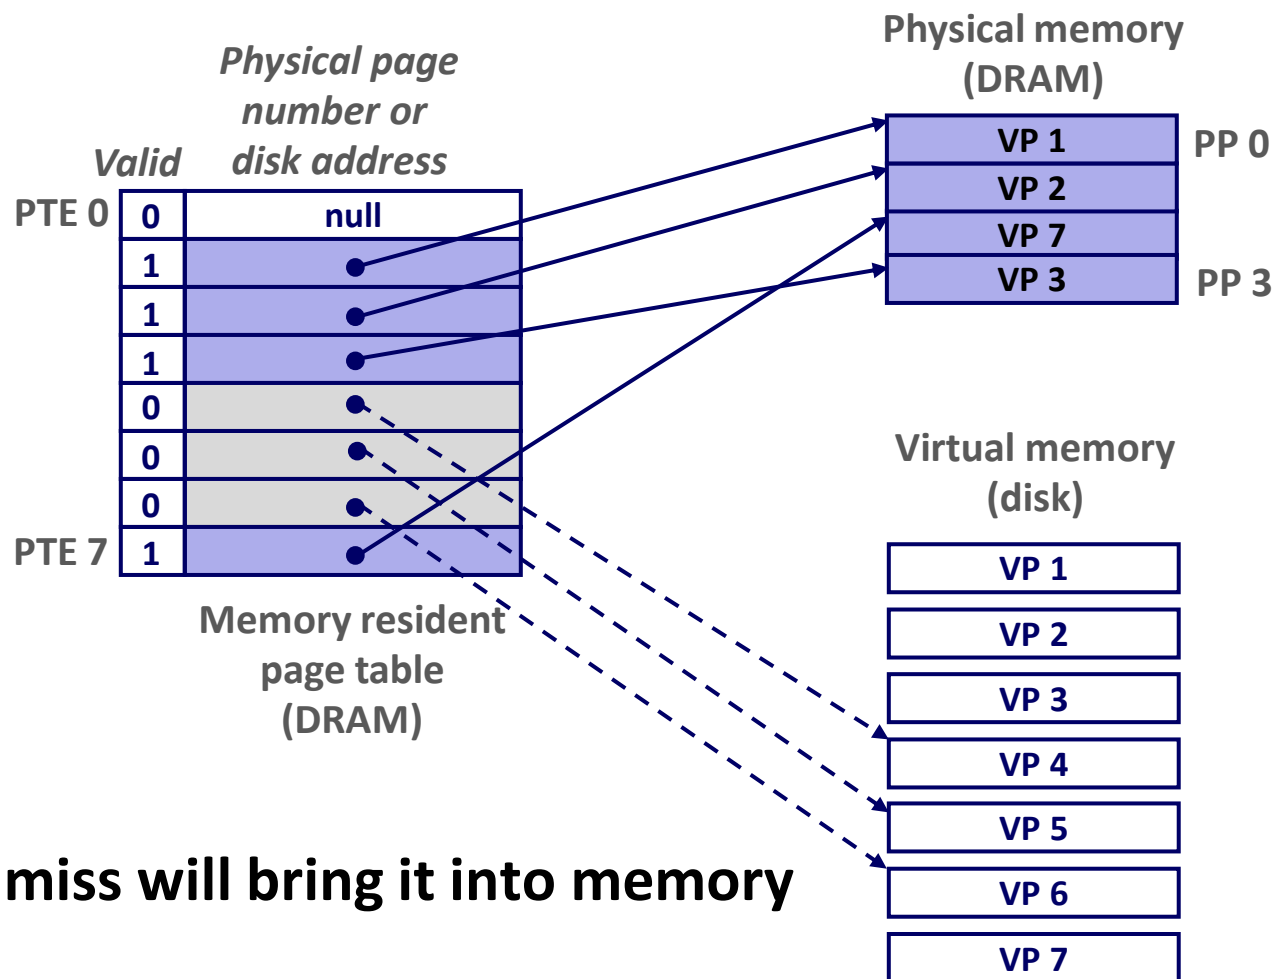 Physical page
number or
disk address
Valid
PTE 0
0
null
1
1
1
0
0
0
PTE 7
1
Memory resident
page table
(DRAM)
Physical memory
(DRAM)
VP 1
PP 0
VP 2
VP 7
VP 3
PP 3
Virtual memory
(disk)
VP 1
VP 2
VP 3
VP 4
VP 5
VP 6
VP 7
miss will bring it into memory